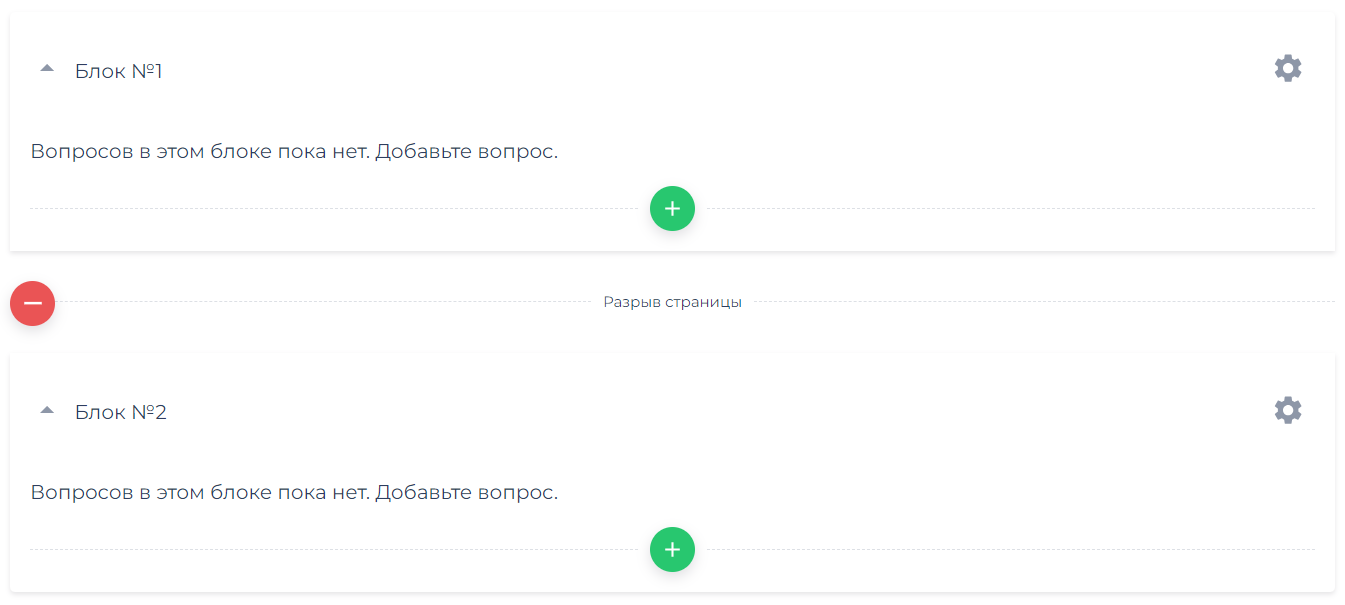 Блок №1
Вопросов в этом блоке пока нет. Добавьте вопрос.
Разрыв страницы
Блок №2
Вопросов в этом блоке пока нет. Добавьте вопрос.